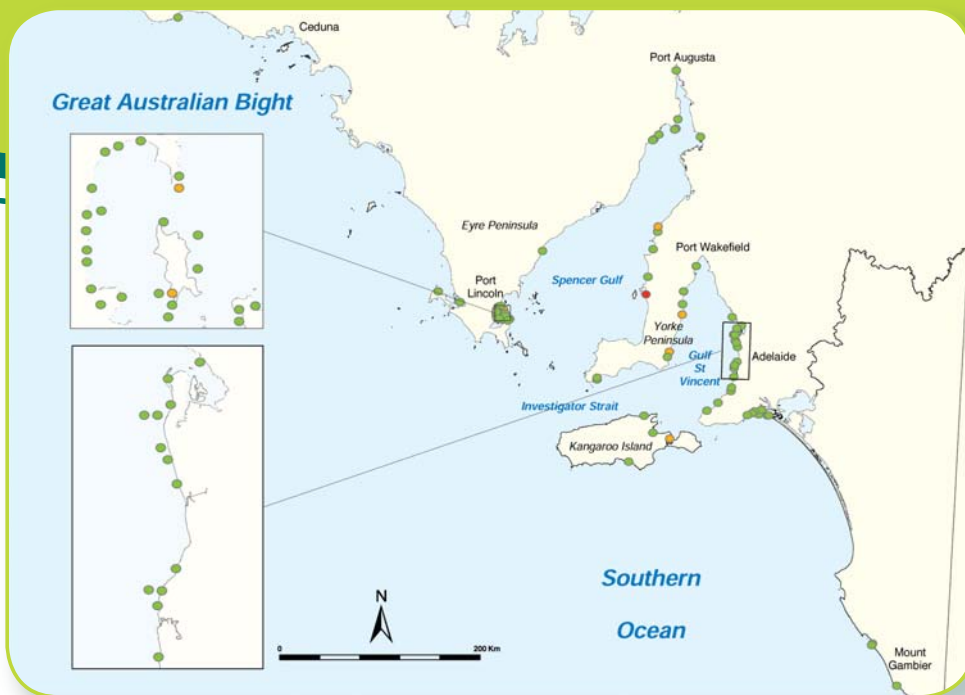 Ceduna
Port Augusta
Great Australian Bight
Eyre Peninsula
Port Wakefield
Port
Lincoln
Spencer Gulf
Yorke
Peninsula
Gulf
St
Vincent
Adelaide
Investigator Strait
Kangaroo Island
Southern
Ocean
N
0
200 Km
Mount
Gambier